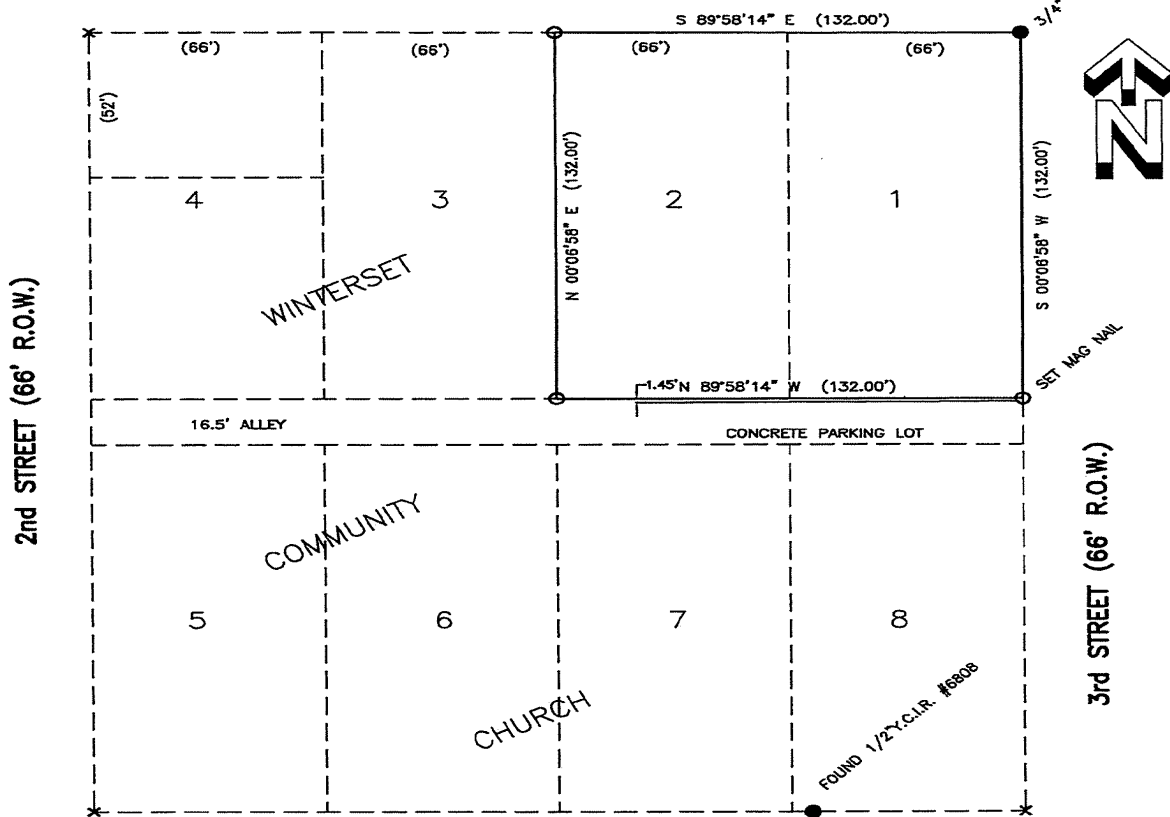 S 89°58'14" E (132.00')
3/4"
(66')
(66')
(66')
(66')
(52')
4
3
2
1
N 00°06'58" E (132.00')
S 00°06'58" W (132.00')
N
WINTERSET
2nd STREET (66' R.O.W.)
SET MAG NAIL
1.45'
N 89°58'14" W (132.00')
16.5' ALLEY
CONCRETE PARKING LOT
COMMUNITY
3rd STREET (66' R.O.W.)
5
6
7
8
CHURCH
FOUND 1/2" Y.C.I.R. #6808